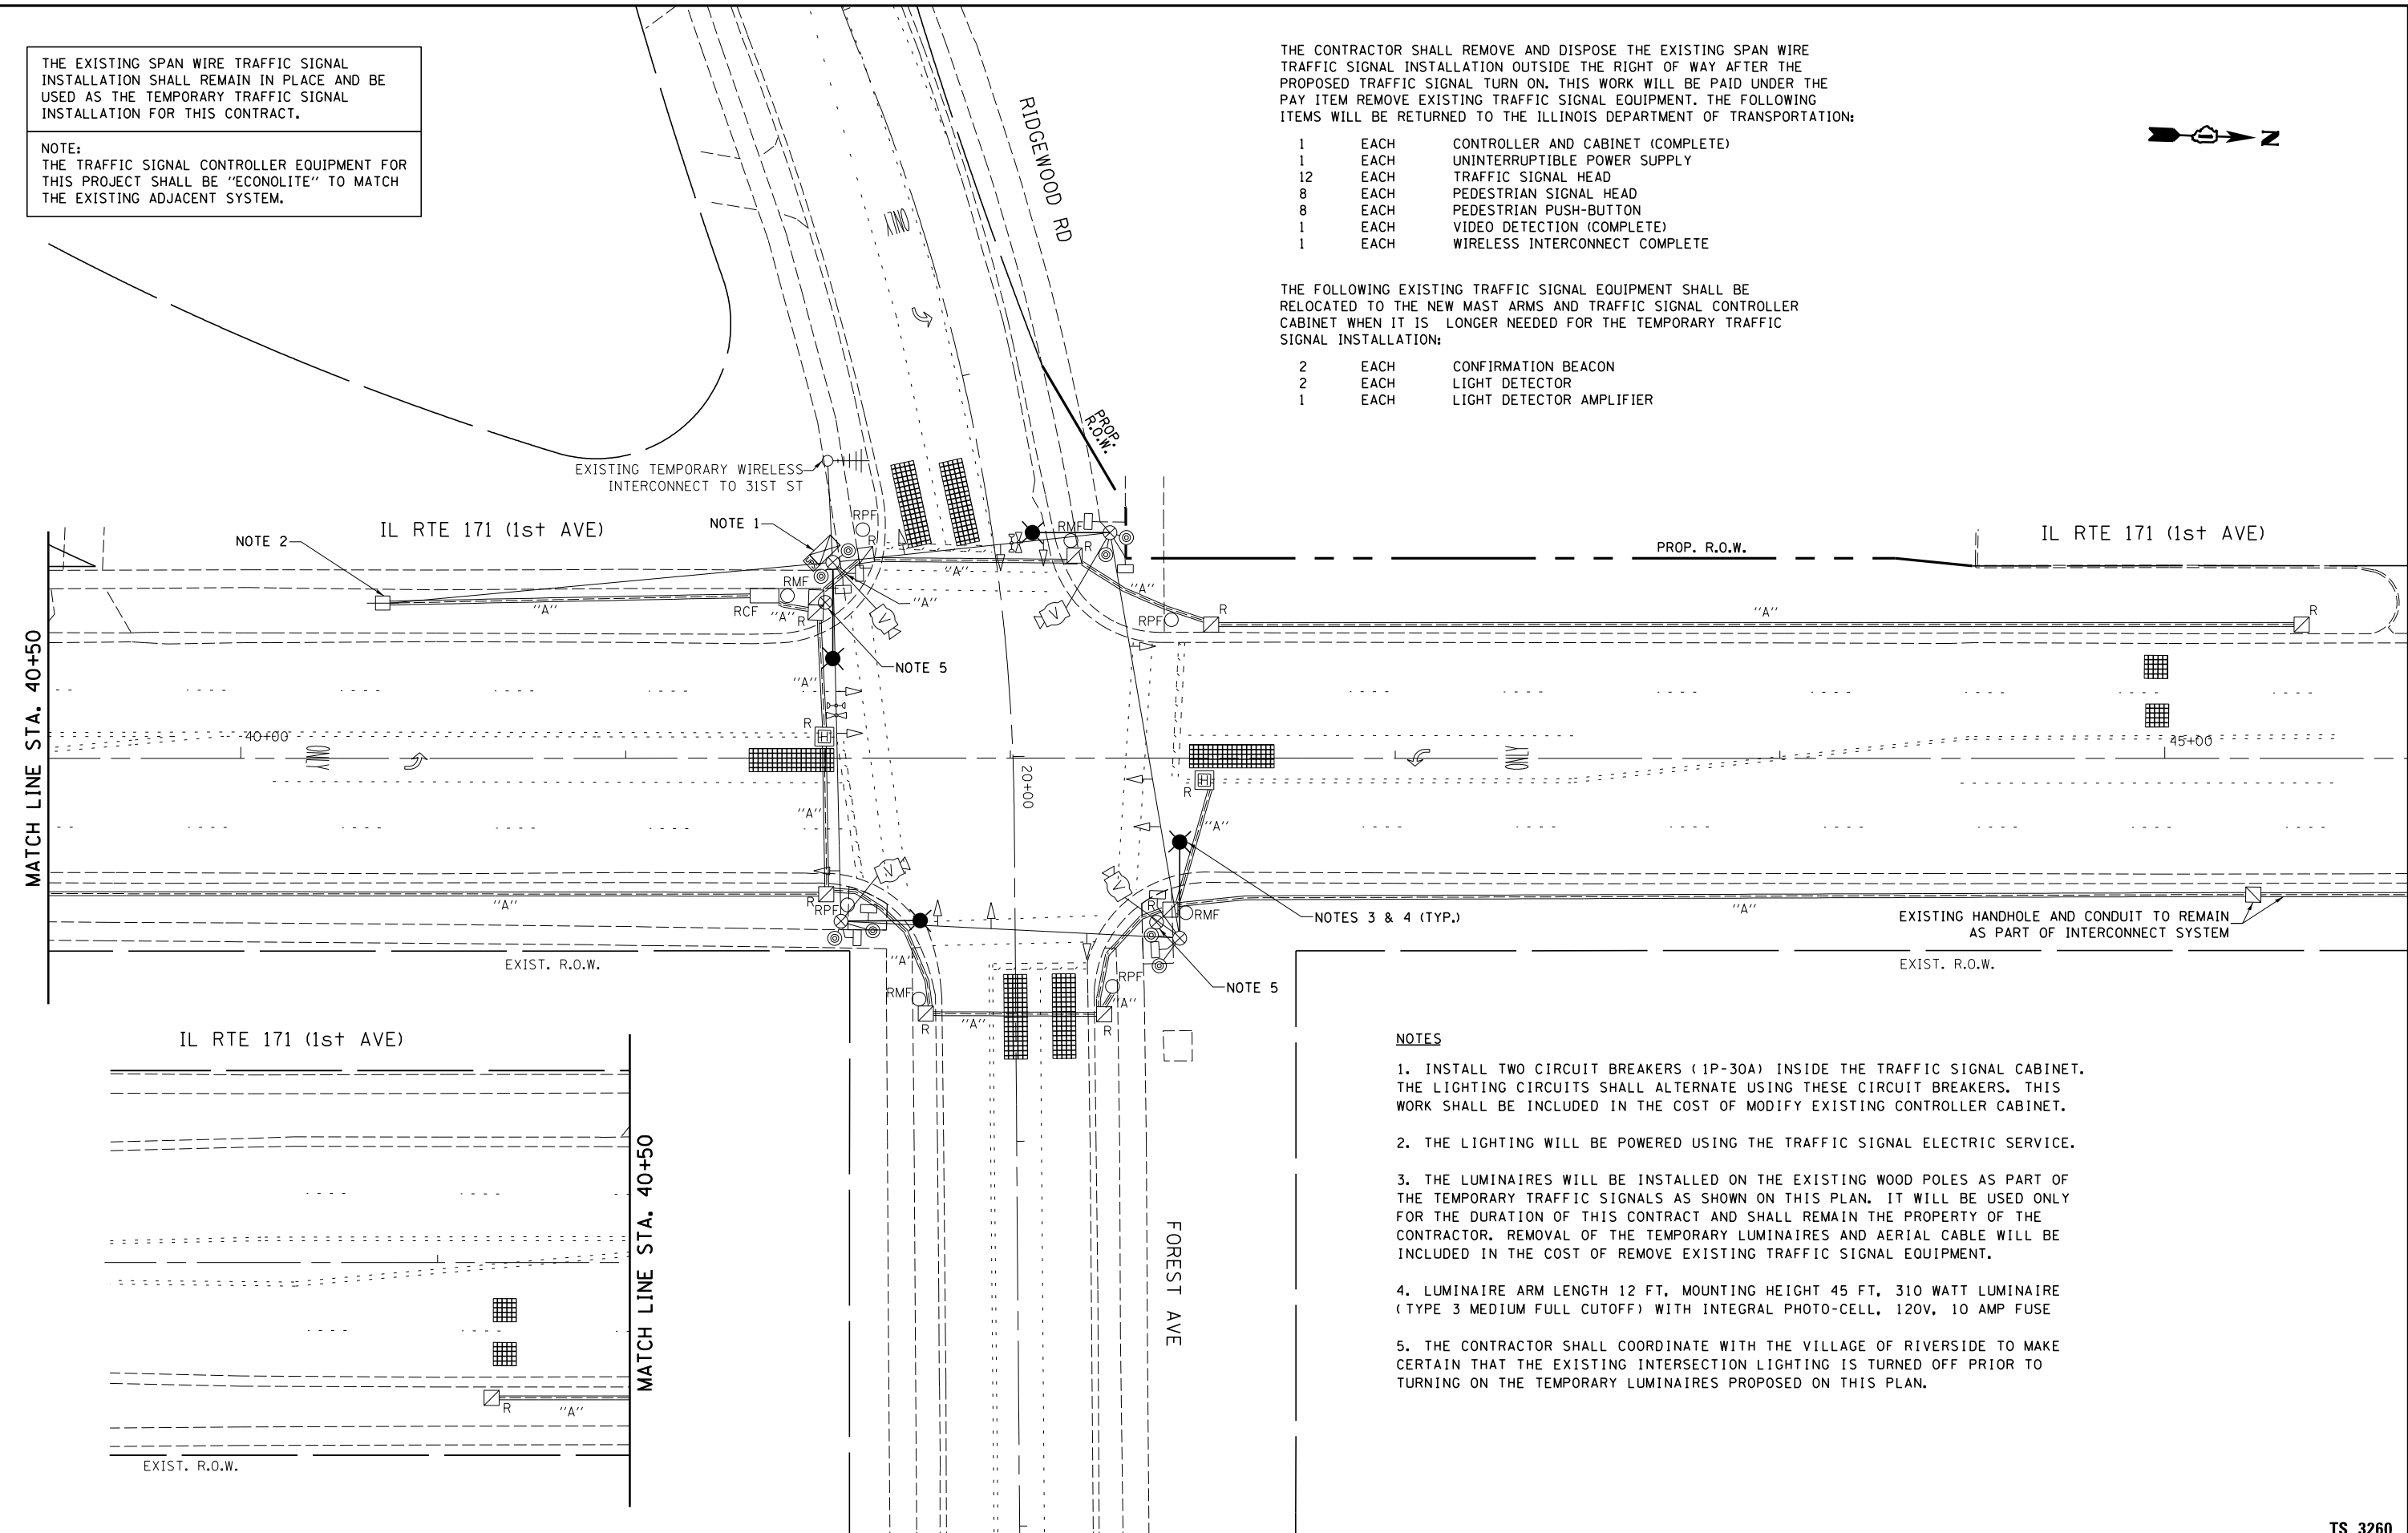 THE EXISTING SPAN WIRE TRAFFIC SIGNAL
INSTALLATION SHALL REMAIN IN PLACE AND BE
USED AS THE TEMPORARY TRAFFIC SIGNAL
INSTALLATION FOR THIS CONTRACT.
NOTE:
THE TRAFFIC SIGNAL CONTROLLER EQUIPMENT FOR
THIS PROJECT SHALL BE "ECONOLITE" TO MATCH
THE EXISTING ADJACENT SYSTEM.
RIDGEWOOD RD
ONLY
THE CONTRACTOR SHALL REMOVE AND DISPOSE THE EXISTING SPAN WIRE
TRAFFIC SIGNAL INSTALLATION OUTSIDE THE RIGHT OF WAY AFTER THE
PROPOSED TRAFFIC SIGNAL TURN ON. THIS WORK WILL BE PAID UNDER THE
PAY ITEM REMOVE EXISTING TRAFFIC SIGNAL EQUIPMENT. THE FOLLOWING
ITEMS WILL BE RETURNED TO THE ILLINOIS DEPARTMENT OF TRANSPORTATION:
1 EACH CONTROLLER AND CABINET (COMPLETE)
1 EACH UNINTERRUPTIBLE POWER SUPPLY
12 EACH TRAFFIC SIGNAL HEAD
8 EACH PEDESTRIAN SIGNAL HEAD
8 EACH PEDESTRIAN PUSH-BUTTON
1 EACH VIDEO DETECTION (COMPLETE)
1 EACH WIRELESS INTERCONNECT COMPLETE
THE FOLLOWING EXISTING TRAFFIC SIGNAL EQUIPMENT SHALL BE
RELOCATED TO THE NEW MAST ARMS AND TRAFFIC SIGNAL CONTROLLER
CABINET WHEN IT IS LONGER NEEDED FOR THE TEMPORARY TRAFFIC
SIGNAL INSTALLATION:
2 EACH CONFIRMATION BEACON
2 EACH LIGHT DETECTOR
1 EACH LIGHT DETECTOR AMPLIFIER
N
PROP.
R.O.W.
EXISTING TEMPORARY WIRELESS
INTERCONNECT TO 31ST ST
IL RTE 171 (1st AVE)
NOTE 1
NOTE 2
RPF
R
RMF
R
PROP. R.O.W.
IL RTE 171 (1st AVE)
"A"
RMF
RCF
"A"
"A"
R
"A"
V
V
"A"
RPF
R
"A"
R
NOTE 5
MATCH LINE STA. 40+50
"A"
R
H
40+00
ONLY
20+00
H
R
ONLY
45+00
"A"
"A"
V
V
"A"
R
RPF
R
RMF
NOTES 3 & 4 (TYP.)
"A"
EXISTING HANDHOLE AND CONDUIT TO REMAIN
AS PART OF INTERCONNECT SYSTEM
EXIST. R.O.W.
"A"
EXIST. R.O.W.
RMF
RPF
"A"
NOTE 5
R
"A"
R
IL RTE 171 (1st AVE)
MATCH LINE STA. 40+50
R
"A"
EXIST. R.O.W.
FOREST AVE
NOTES
1. INSTALL TWO CIRCUIT BREAKERS (1P-30A) INSIDE THE TRAFFIC SIGNAL CABINET.
THE LIGHTING CIRCUITS SHALL ALTERNATE USING THESE CIRCUIT BREAKERS. THIS
WORK SHALL BE INCLUDED IN THE COST OF MODIFY EXISTING CONTROLLER CABINET.
2. THE LIGHTING WILL BE POWERED USING THE TRAFFIC SIGNAL ELECTRIC SERVICE.
3. THE LUMINAIRES WILL BE INSTALLED ON THE EXISTING WOOD POLES AS PART OF
THE TEMPORARY TRAFFIC SIGNALS AS SHOWN ON THIS PLAN. IT WILL BE USED ONLY
FOR THE DURATION OF THIS CONTRACT AND SHALL REMAIN THE PROPERTY OF THE
CONTRACTOR. REMOVAL OF THE TEMPORARY LUMINAIRES AND AERIAL CABLE WILL BE
INCLUDED IN THE COST OF REMOVE EXISTING TRAFFIC SIGNAL EQUIPMENT.
4. LUMINAIRE ARM LENGTH 12 FT, MOUNTING HEIGHT 45 FT, 310 WATT LUMINAIRE
(TYPE 3 MEDIUM FULL CUTOFF) WITH INTEGRAL PHOTO-CELL, 120V, 10 AMP FUSE
5. THE CONTRACTOR SHALL COORDINATE WITH THE VILLAGE OF RIVERSIDE TO MAKE
CERTAIN THAT THE EXISTING INTERSECTION LIGHTING IS TURNED OFF PRIOR TO
TURNING ON THE TEMPORARY LUMINAIRES PROPOSED ON THIS PLAN.
TS 3260